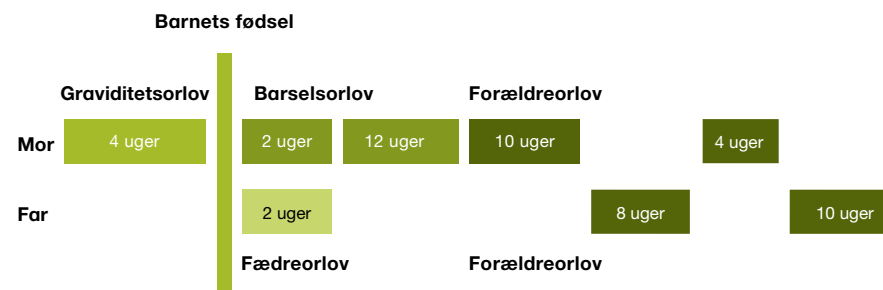 Barnets fødsel
Graviditetsorlov Barselsorlov Forældreorlov
Mor 4 uger 2 uger 12 uger 10 uger 4 uger
Far 2 uger 8 uger 10 uger
Fædreorlov Forældreorlov